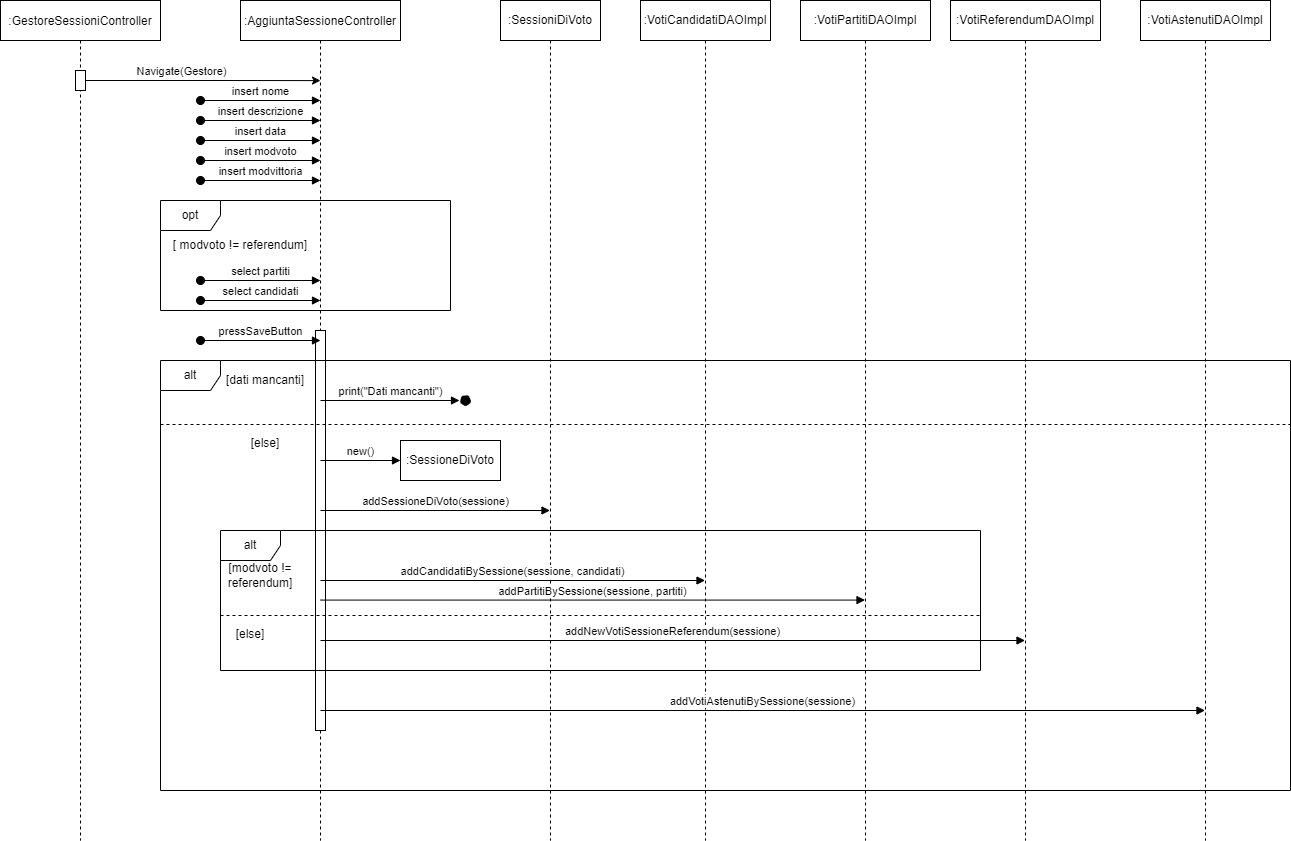 :GestoreSessioniController
:AggiuntaSessioneController
:SessioniDiVoto
:VotiCandidatiDAOImpl
:VotiPartitiDAOImpl
:VotiReferendumDAOImpl
:VotiAstenutiDAOImpl
Navigate(Gestore)
insert nome
insert descrizione
insert data
insert modvoto
insert modvittoria
opt
[ modvoto != referendum]
select partiti
select candidati
pressSaveButton
alt
[dati mancanti]
print("Dati mancanti")
[else]
new()
:SessioneDiVoto
addSessioneDiVoto(sessione)
alt
[modvoto !=
referendum]
addCandidatiBySessione(sessione, candidati)
addPartitiBySessione(sessione, partiti)
[else]
addNewVotiSessioneReferendum(sessione)
addVotiAstenutiBySessione(sessione)